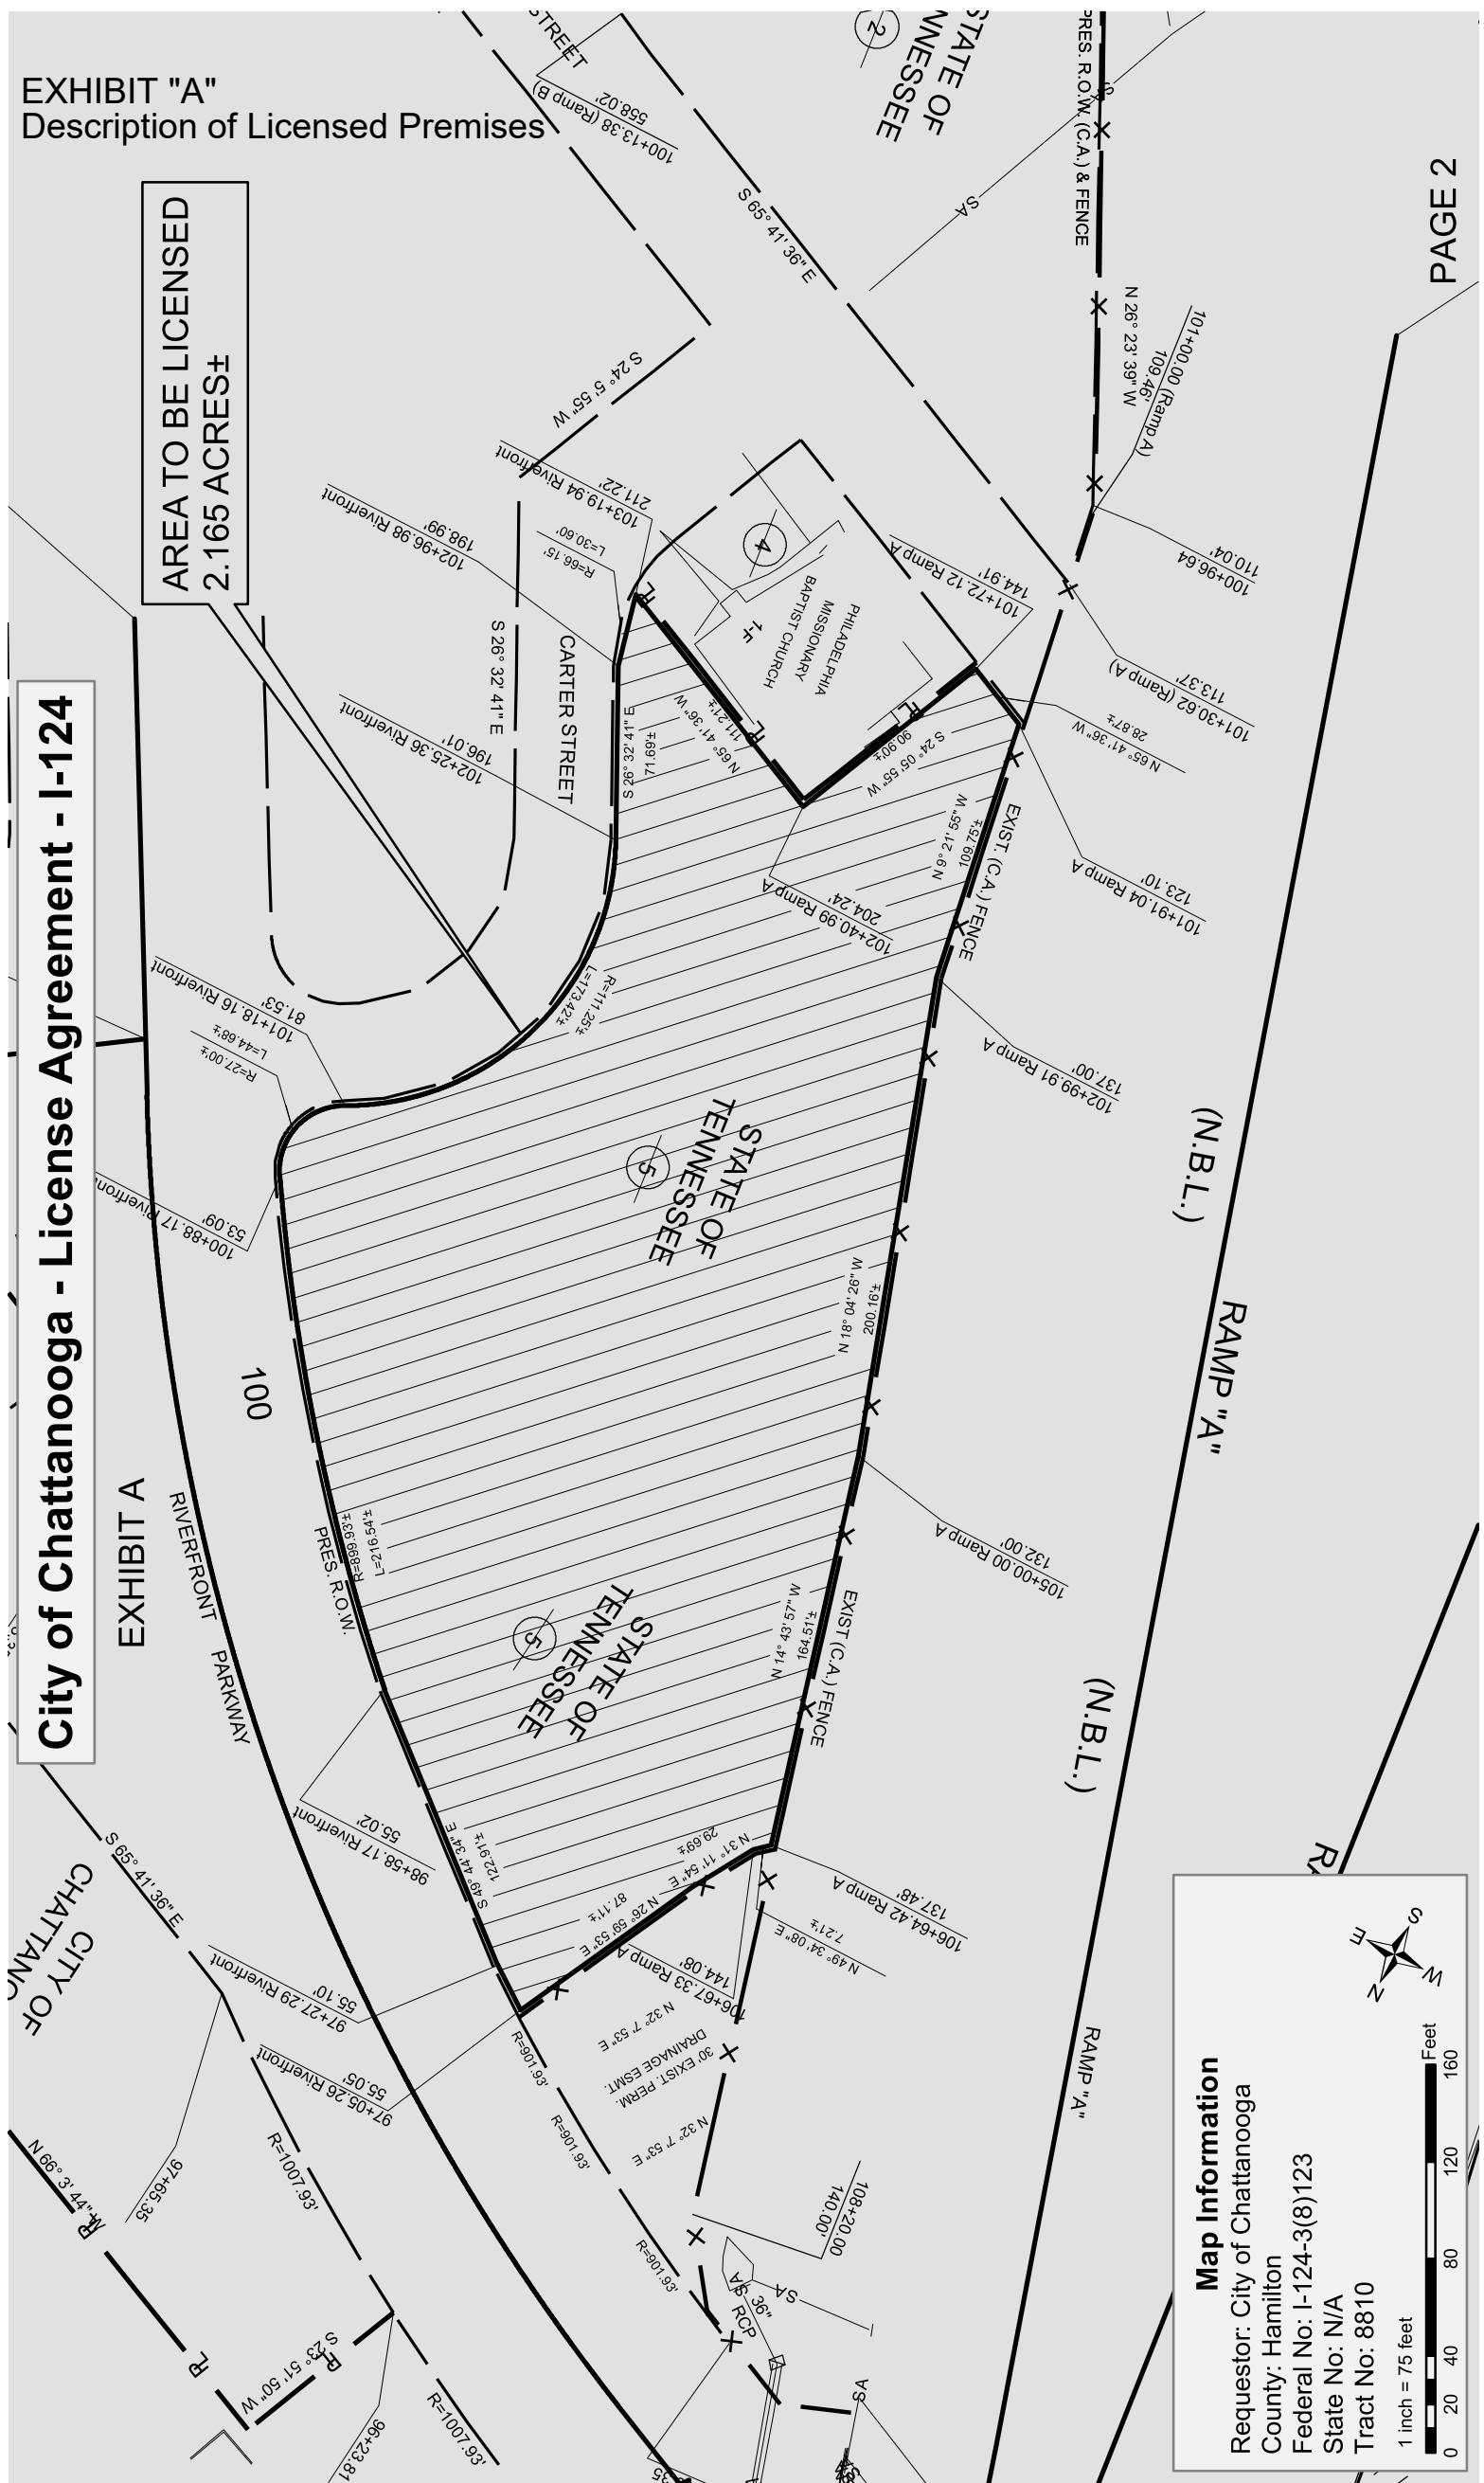 EXHIBIT "A"
Description of Licensed Premises
City of Chattanooga - License Agreement - I-124
EXHIBIT A
AREA TO BE LICENSED
2.165 ACRES±
PAGE 2
STREET
100+13.38 (Ramp B)
558.02'
STATE OF
TENNESSEE
2
PRES. R.O.W. (C.A.) & FENCE
SA
SA
S 65° 41' 36" E
N 26° 23' 39" W
109.46'
101+00.00 (Ramp A)
S 24° 5' 55" W
103+19.94 Riverfront
211.22'
102+96.98 Riverfront
198.99'
R=66.15'
L=30.60'
4
1-F
PHILADELPHIA
MISSIONARY
BAPTIST CHURCH
101+72.12 Ramp A
144.91'
100+96.64
110.04'
101+30.62 (Ramp A)
113.37'
S 26° 32' 41" E
CARTER STREET
102+25.36 Riverfront
196.01'
S 26° 32' 41" E
71.69'±
N 65° 41' 36" W
111.21'±
S 24° 05' 55" W
90.90'±
N 65° 41' 36" W
28.87'±
101+91.04 Ramp A
123.10'
N 9° 21' 55" W
109.75'±
EXIST. (C.A.) FENCE
102+40.99 Ramp A
204.24'
101+18.16 Riverfront
81.53'
R=27.00'±
L=44.68'±
R=111.25'±
L=173.42'±
102+99.91 Ramp A
137.00'
100+88.17 Riverfront
53.09'
5
STATE OF
TENNESSEE
(N.B.L.)
N 18° 04' 26" W
200.16'±
RAMP "A"
100
RIVERFRONT PARKWAY
PRES. R.O.W.
R=899.93'±
L=216.54'±
105+00.00 Ramp A
132.00'
5
STATE OF
TENNESSEE
N 14° 43' 57" W
164.51'±
EXIST (C.A.) FENCE
(N.B.L.)
98+58.17 Riverfront
55.02'
S 49° 44' 34" E
122.91'±
N 31° 11' 54" E
29.69'±
N 26° 59' 53" E
87.11'±
106+64.42 Ramp A
137.48'
N 49° 34' 08" E
7.21'±
106+67.33 Ramp A
144.08'
S 65° 41' 36" E
CITY OF
97+27.29 Riverfront
55.10'
97+05.26 Riverfront
55.05'
R=901.93'
N 32° 7' 53" E
30' EXIST. PERM.
DRAINAGE ESMT.
N 32° 7' 53" E
R=901.93'
R=901.93'
RAMP "A"
N 66° 3' 44" W
97+65.35
R=1007.93'
108+20.00
140.00'
SA
SA
36"
RCP
SA
S 23° 51' 50" W
96+23.81
R=1007.93'
N
E
S
W
Map Information
Requestor: City of Chattanooga
County: Hamilton
Federal No: I-124-3(8)123
State No: N/A
Tract No: 8810
1 inch = 75 feet
0 20 40 80 120 160
Feet